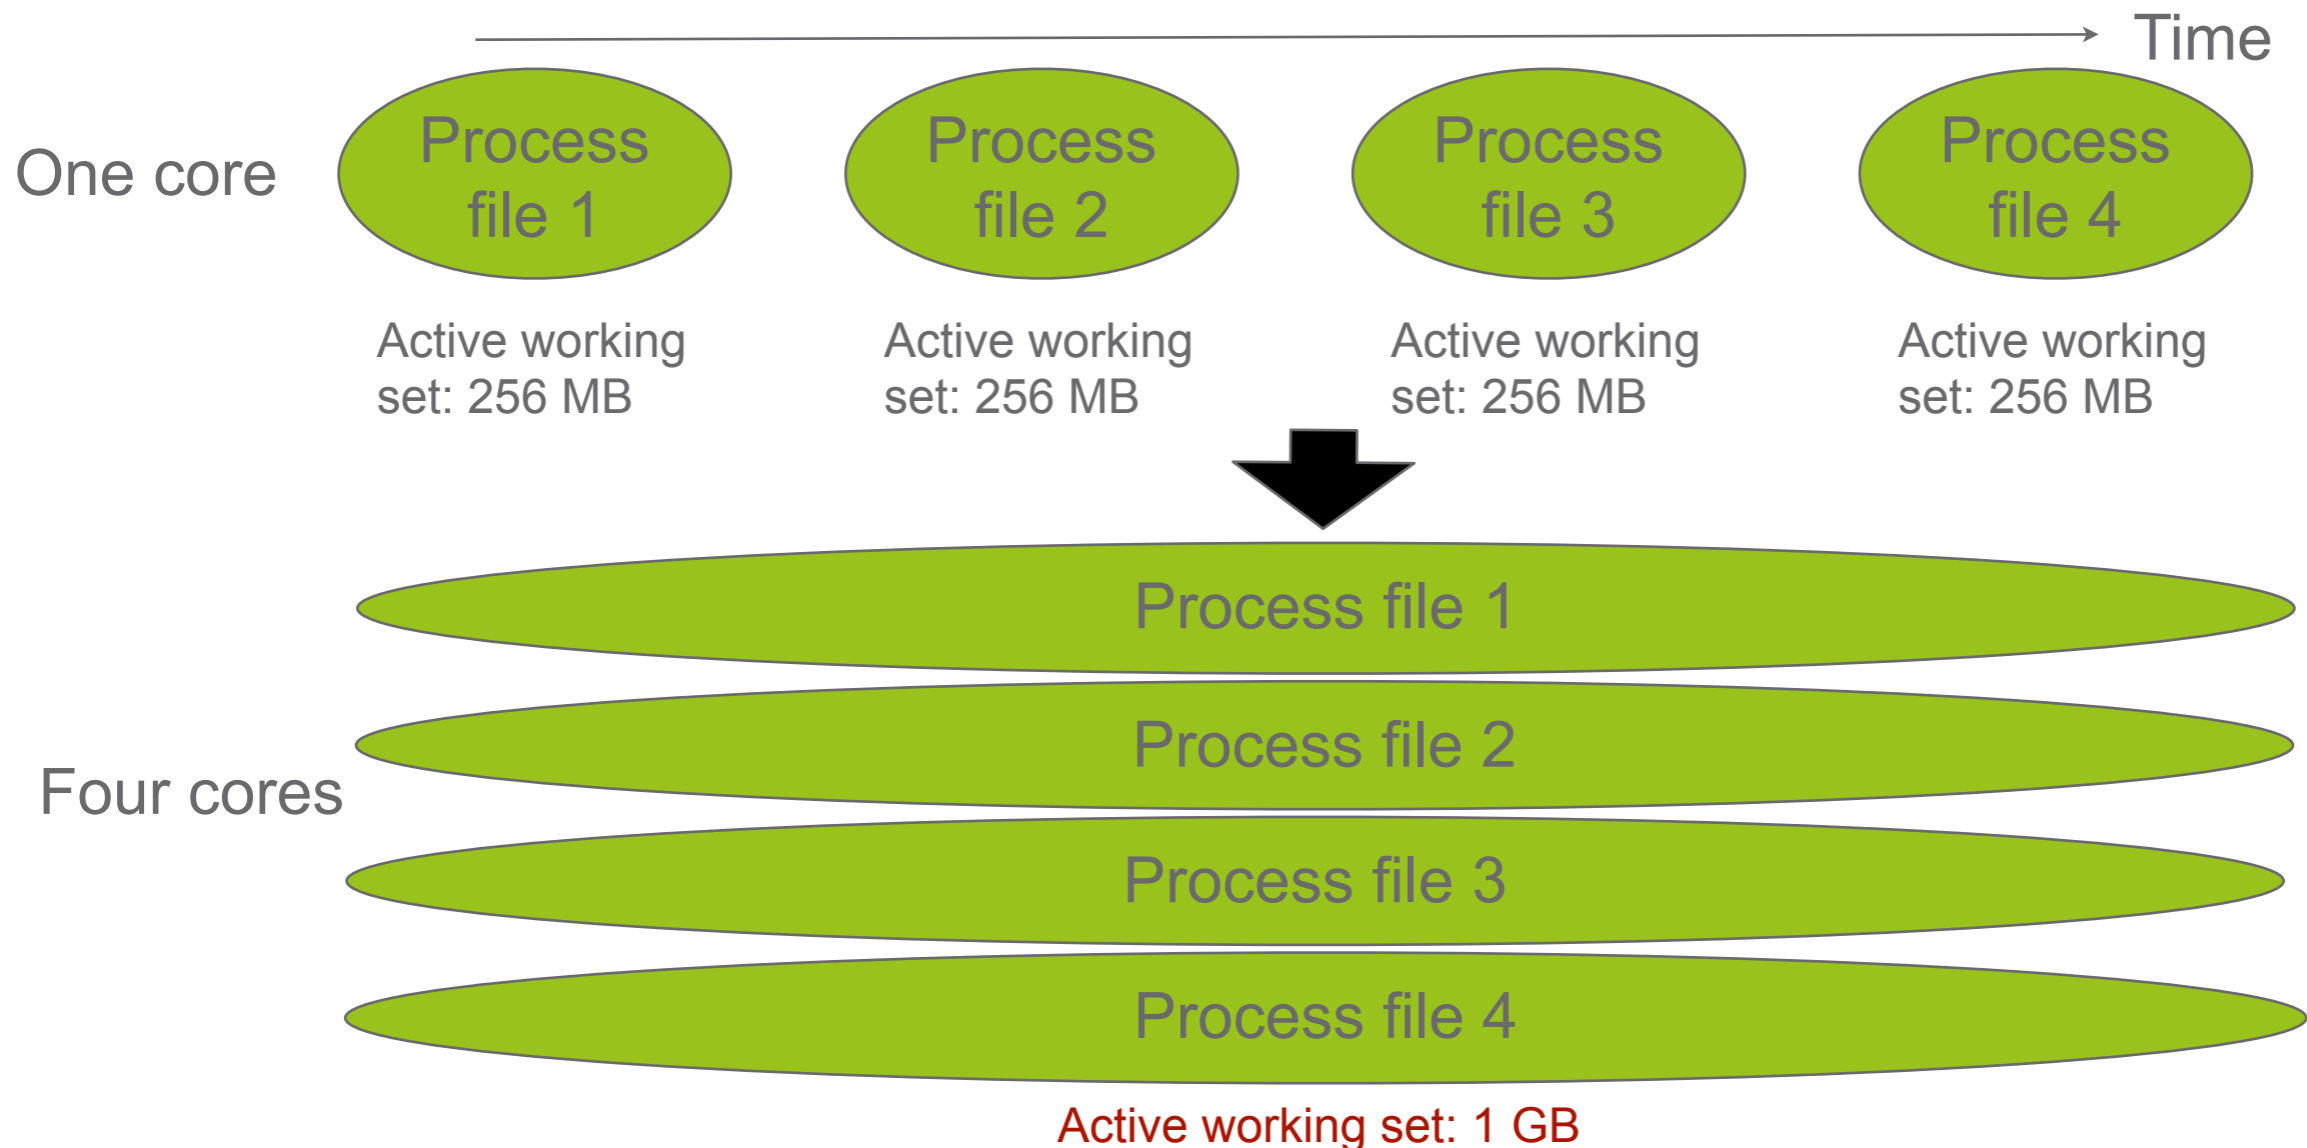 Time
One core
Process
file 1
Process
file 2
Process
file 3
Process
file 4
Active working
set: 256 MB
Active working
set: 256 MB
Active working
set: 256 MB
Active working
set: 256 MB
Four cores
Process file 1
Process file 2
Process file 3
Process file 4
Active working set: 1 GB